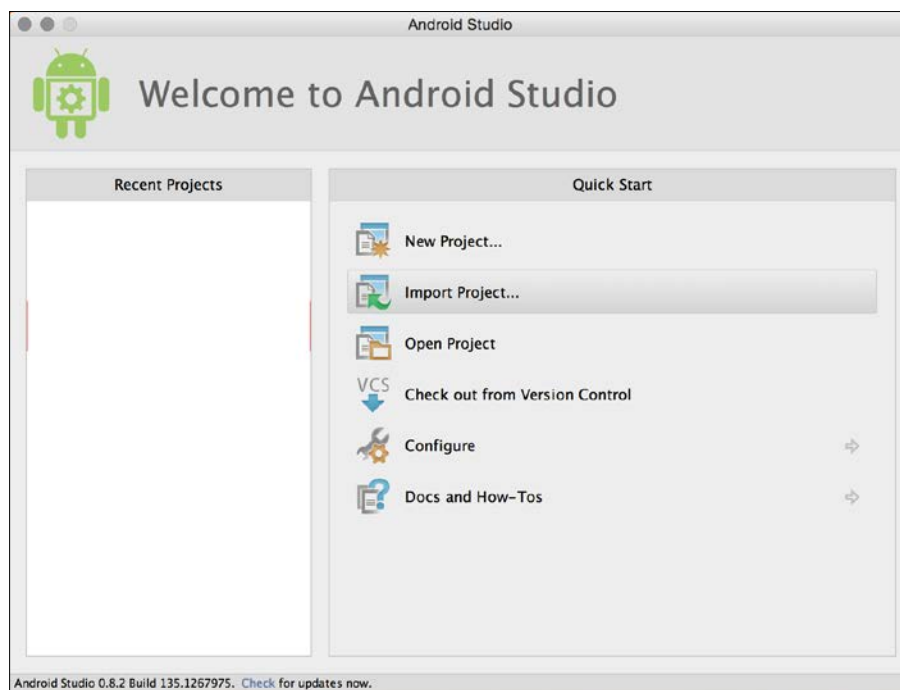 Android Studio
Welcome to Android Studio
Recent Projects
Quick Start
New Project...
Import Project...
Open Project
VCS
Check out from Version Control
Configure
Docs and How-Tos
Android Studio 0.8.2 Build 135.1267975. Check for updates now.